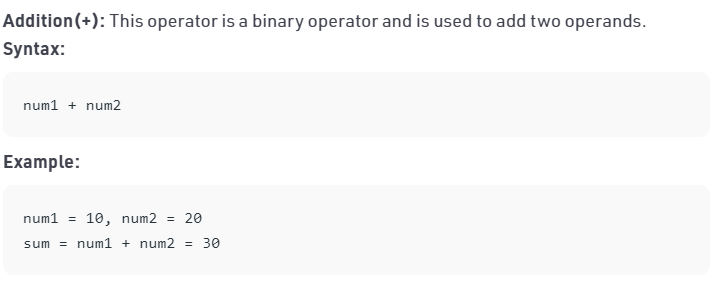 Addition(+): This operator is a binary operator and is used to add two operands.
Syntax:
num1 + num2
Example:
num1 = 10, num2 = 20
sum = num1 + num2 = 30